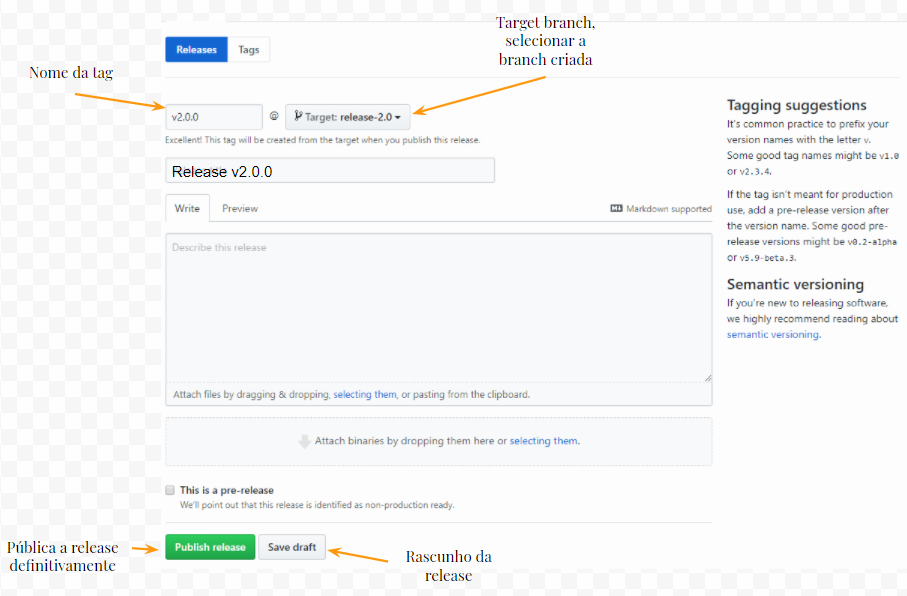 Target branch,
selecionar a
branch criada
Releases
Tags
Nome da tag
v2.0.0
@
Target: release-2.0
Excellent! This tag will be created from the target when you publish this release.
Release v2.0.0
Write
Preview
Markdown supported
Describe this release
Attach files by dragging & dropping, selecting them, or pasting from the clipboard.
Attach binaries by dropping them here or selecting them.
This is a pre-release
We'll point out that this release is identified as non-production ready.
Publish release
Save draft
Pública a release
definitivamente
Rascunho da
release
Tagging suggestions
It's common practice to prefix your
version names with the letter v.
Some good tag names might be v1.0
or v2.3.4.
If the tag isn't meant for production
use, add a pre-release version after
the version name. Some good pre-
release versions might be v0.2-alpha
or v5.9-beta.3.
Semantic versioning
If you're new to releasing software,
we highly recommend reading about
semantic versioning.